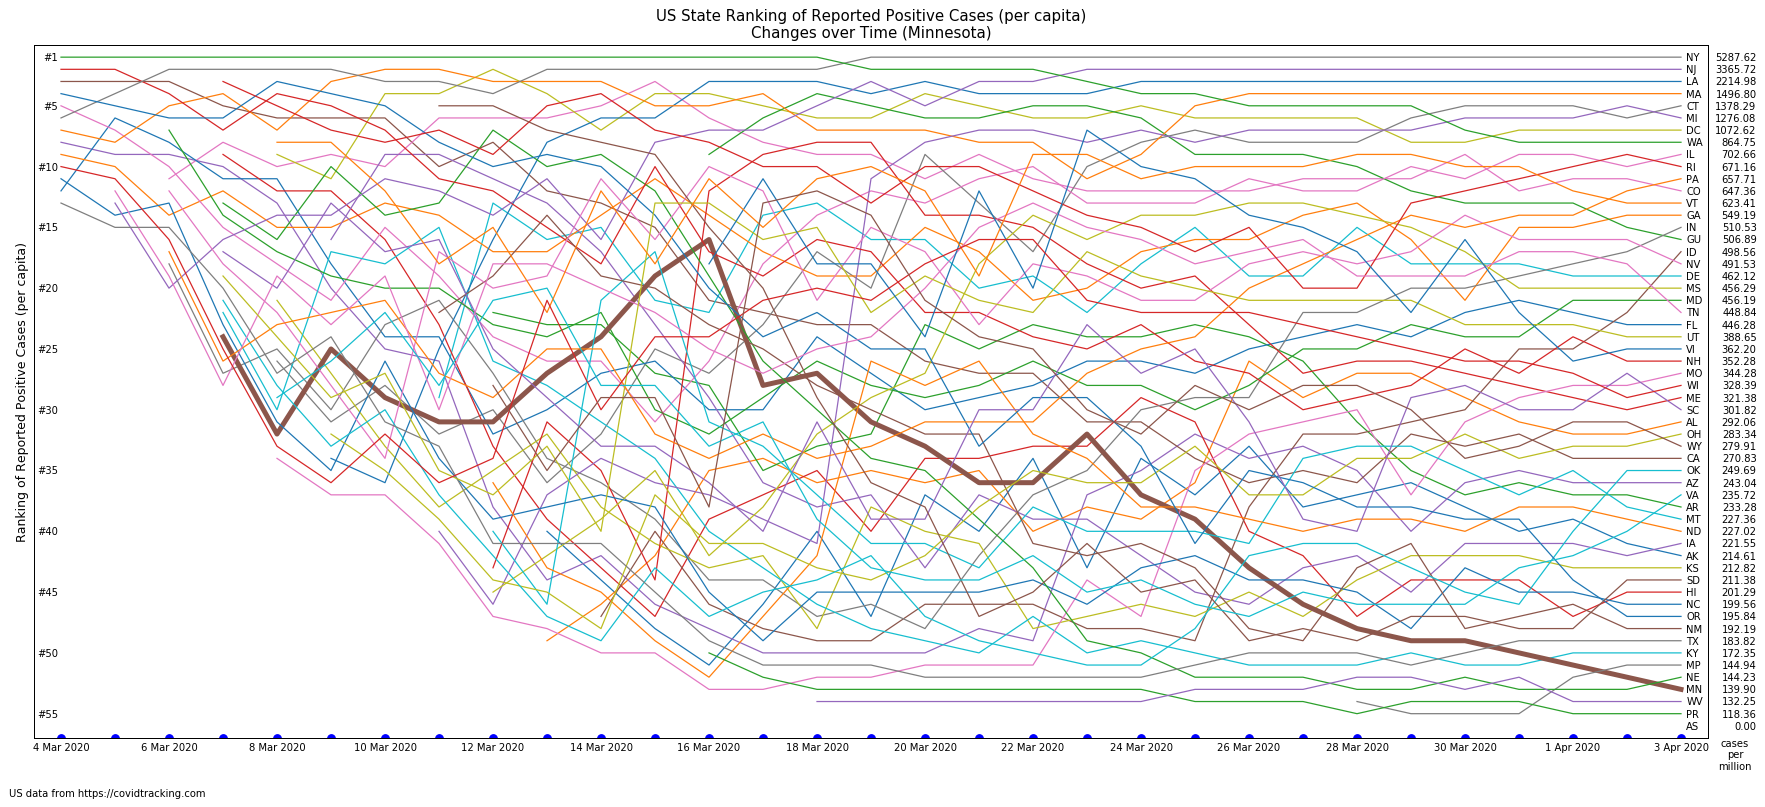 US State Ranking of Reported Positive Cases (per capita)
Changes over Time (Minnesota)
Ranking of Reported Positive Cases (per capita)
#1
#5
#10
#15
#20
#25
#30
#35
#40
#45
#50
#55
NY 5287.62
NJ 3365.72
LA 2214.98
MA 1496.80
CT 1378.29
MI 1276.08
DC 1072.62
WA 864.75
IL 702.66
RI 671.16
PA 657.71
CO 647.36
VT 623.41
GA 549.19
IN 510.53
GU 506.89
ID 498.56
NV 491.53
DE 462.12
MS 456.29
MD 456.19
TN 448.84
FL 446.28
UT 388.65
VI 362.20
NH 352.28
MO 344.28
WI 328.39
ME 321.38
SC 301.82
AL 292.06
OH 283.34
WY 279.91
CA 270.83
OK 249.69
AZ 243.04
VA 235.72
AR 233.28
MT 227.36
ND 227.02
IA 221.55
AK 214.61
KS 212.82
SD 211.38
HI 201.29
NC 199.56
OR 195.84
NM 192.19
TX 183.82
KY 172.35
MP 144.94
NE 144.23
MN 139.90
WV 132.25
PR 118.36
AS 0.00
4 Mar 2020 6 Mar 2020 8 Mar 2020 10 Mar 2020 12 Mar 2020 14 Mar 2020 16 Mar 2020 18 Mar 2020 20 Mar 2020 22 Mar 2020 24 Mar 2020 26 Mar 2020 28 Mar 2020 30 Mar 2020 1 Apr 2020 3 Apr 2020
cases
per
million
US data from https://covidtracking.com